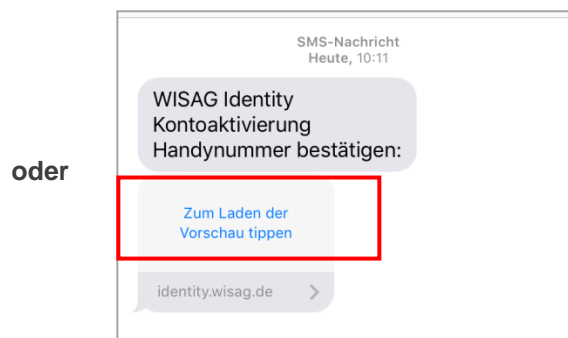 SMS-Nachricht
Heute, 10:11
WISAG Identity
Kontoaktivierung
Handynummer bestätigen:
oder
Zum Laden der
Vorschau tippen
identity.wisag.de